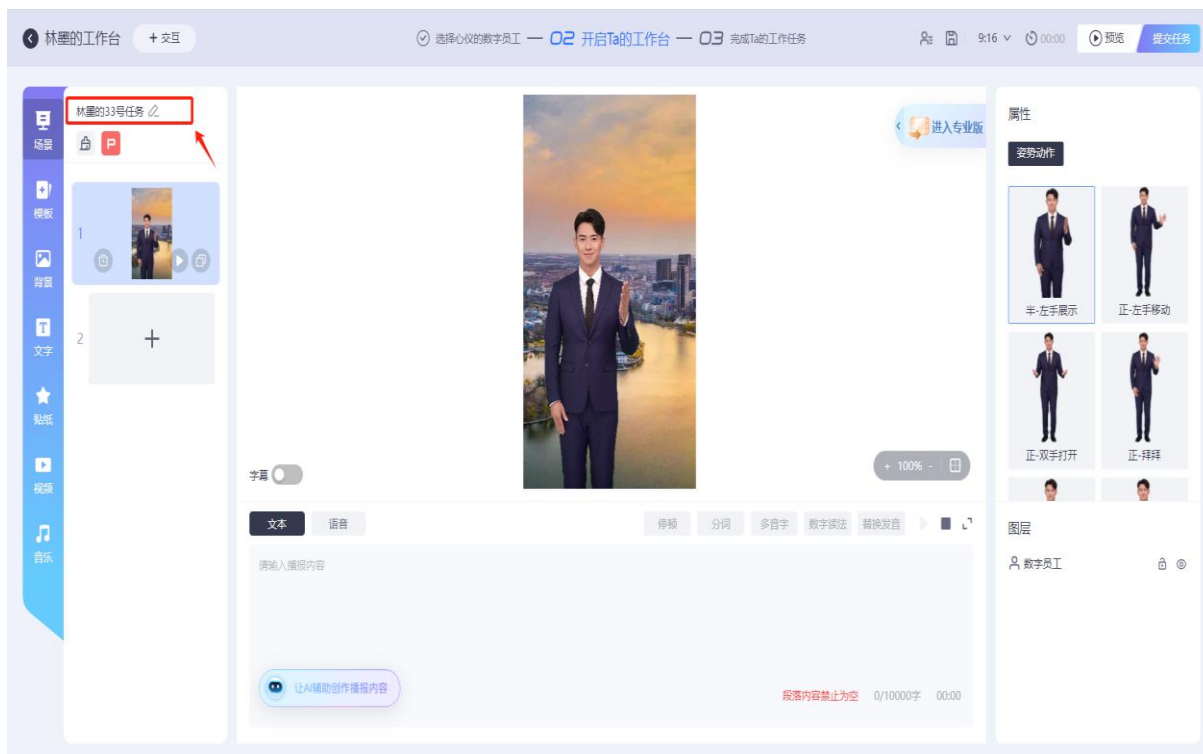 林墨的工作台 +交互 选择心仪的数字员工 — 02 开启Ta的工作台 — 03 完成Ta的工作任务 9:16 00:00 预览 提交任务
林墨的33号任务
场景
P
模板
背景
文字
贴纸
视频
音乐
1
2
+
进入专业版
字幕
+ 100% -
文本 语音 停顿 分词 多音字 数字读法 替换发音
请输入播报内容
让AI辅助创作播报内容
段落内容禁止为空 0/10000字 00:00
属性
姿势动作
半-左手展示 正-左手移动
正-双手打开 正-拜拜
图层
数字员工